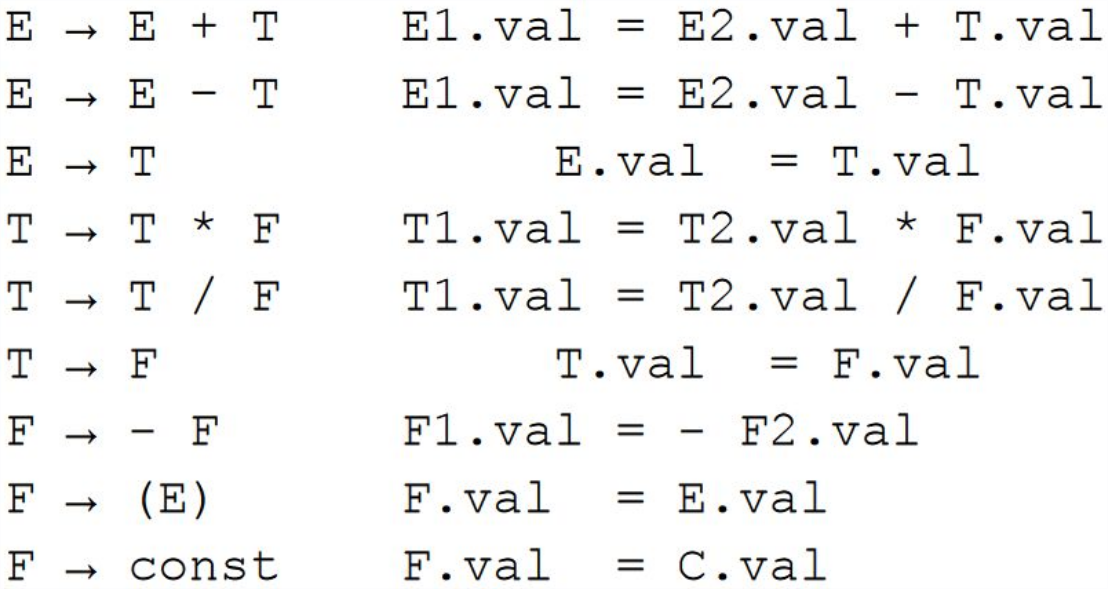 E → E + T E1.val = E2.val + T.val
E → E - T E1.val = E2.val - T.val
E → T E.val = T.val
T → T * F T1.val = T2.val * F.val
T → T / F T1.val = T2.val / F.val
T → F T.val = F.val
F → - F F1.val = - F2.val
F → (E) F.val = E.val
F → const F.val = C.val